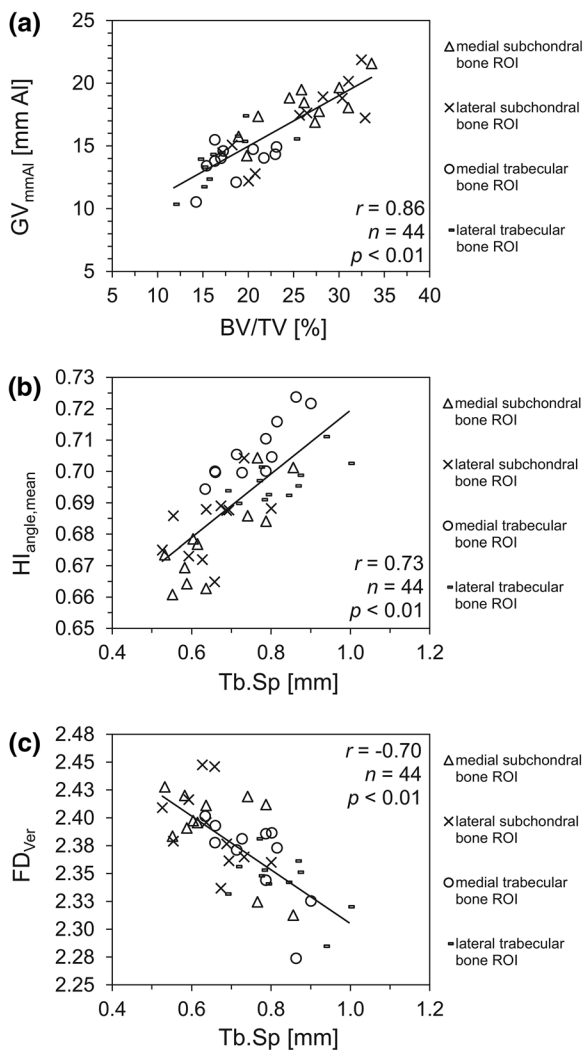 (a)
GVmmAl [mm Al]
25
20
15
10
5
r = 0.86
n = 44
p < 0.01
5 10 15 20 25 30 35 40
BV/TV [%]
medial subchondral
bone ROI
lateral subchondral
bone ROI
medial trabecular
bone ROI
lateral trabecular
bone ROI
(b)
HIangle,mean
0.73
0.72
0.71
0.70
0.69
0.68
0.67
0.66
0.65
r = 0.73
n = 44
p < 0.01
0.4 0.6 0.8 1.0 1.2
Tb.Sp [mm]
medial subchondral
bone ROI
lateral subchondral
bone ROI
medial trabecular
bone ROI
lateral trabecular
bone ROI
(c)
FDVer
2.48
2.45
2.43
2.40
2.38
2.35
2.33
2.30
2.28
2.25
r = -0.70
n = 44
p < 0.01
0.4 0.6 0.8 1.0 1.2
Tb.Sp [mm]
medial subchondral
bone ROI
lateral subchondral
bone ROI
medial trabecular
bone ROI
lateral trabecular
bone ROI